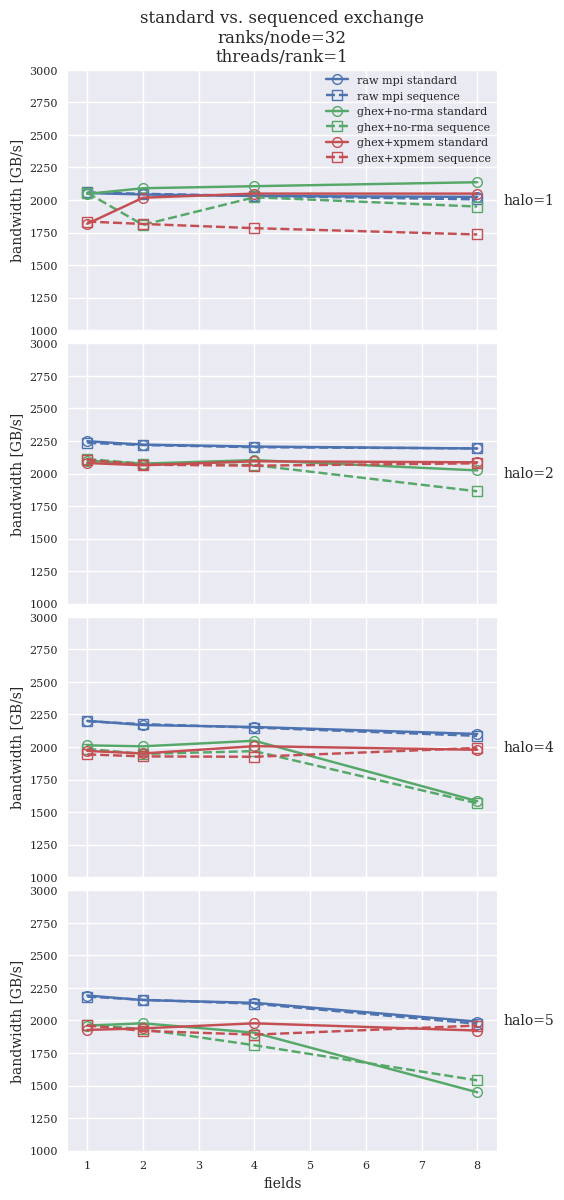 standard vs. sequenced exchange
ranks/node=32
threads/rank=1
3000
2750
2500
2250
2000
1750
1500
1250
1000
bandwidth [GB/s]
raw mpi standard
raw mpi sequence
ghex+no-rma standard
ghex+no-rma sequence
ghex+xpmem standard
ghex+xpmem sequence
halo=1
3000
2750
2500
2250
2000
1750
1500
1250
1000
bandwidth [GB/s]
halo=2
3000
2750
2500
2250
2000
1750
1500
1250
1000
bandwidth [GB/s]
halo=4
3000
2750
2500
2250
2000
1750
1500
1250
1000
bandwidth [GB/s]
halo=5
1 2 3 4 5 6 7 8
fields